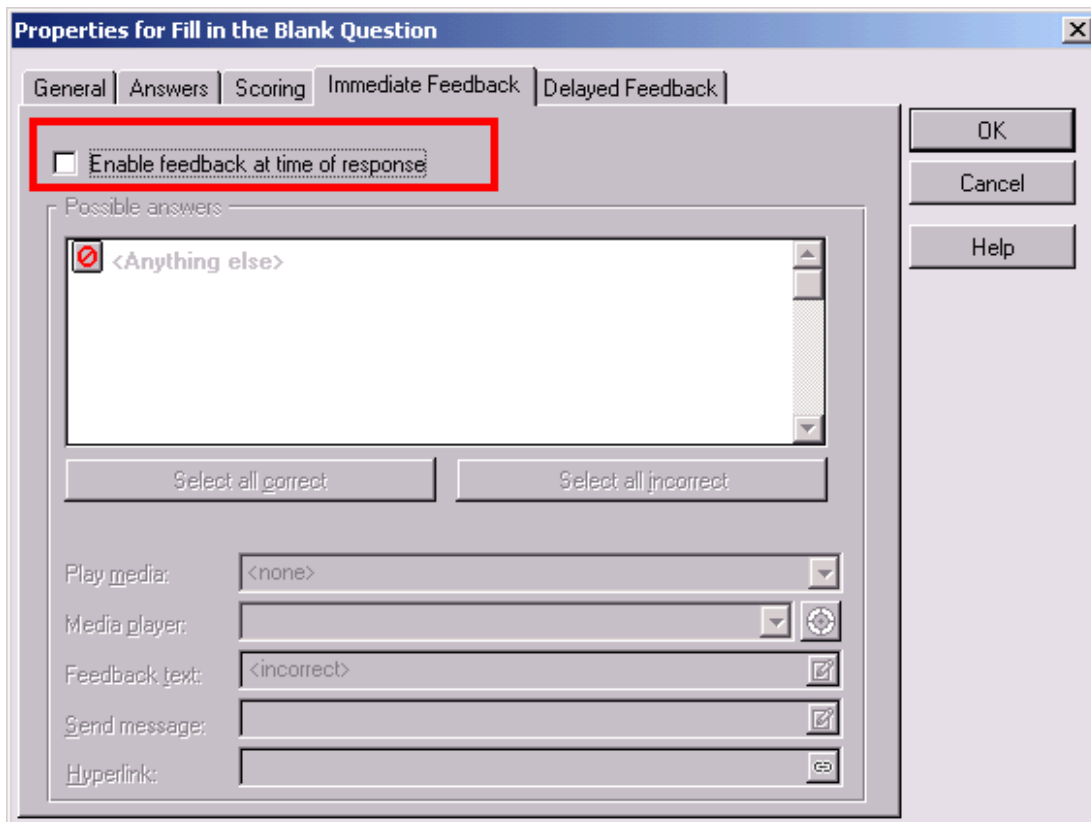 Properties for Fill in the Blank Question
General Answers Scoring Immediate Feedback Delayed Feedback
OK
Cancel
Help
Enable feedback at time of response
Possible answers
<Anything else>
Select all correct Select all incorrect
Play media: <none>
Media player:
Feedback text: <incorrect>
Send message:
Hyperlink: